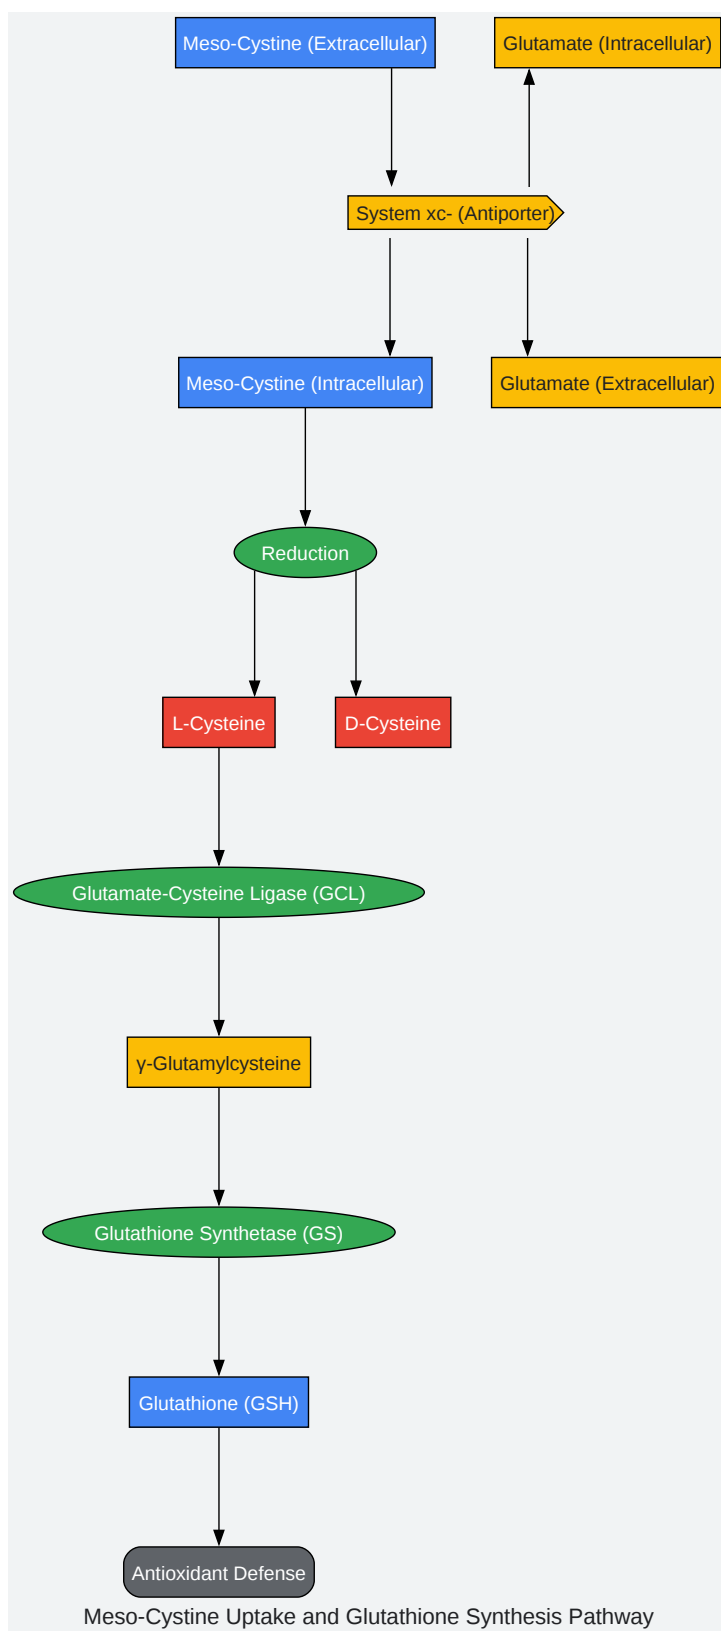 Meso-Cystine (Extracellular)
Glutamate (Intracellular)
System xc- (Antiporter)
Meso-Cystine (Intracellular)
Glutamate (Extracellular)
Reduction
L-Cysteine
D-Cysteine
Glutamate-Cysteine Ligase (GCL)
γ-Glutamylcysteine
Glutathione Synthetase (GS)
Glutathione (GSH)
Antioxidant Defense
Meso-Cystine Uptake and Glutathione Synthesis Pathway